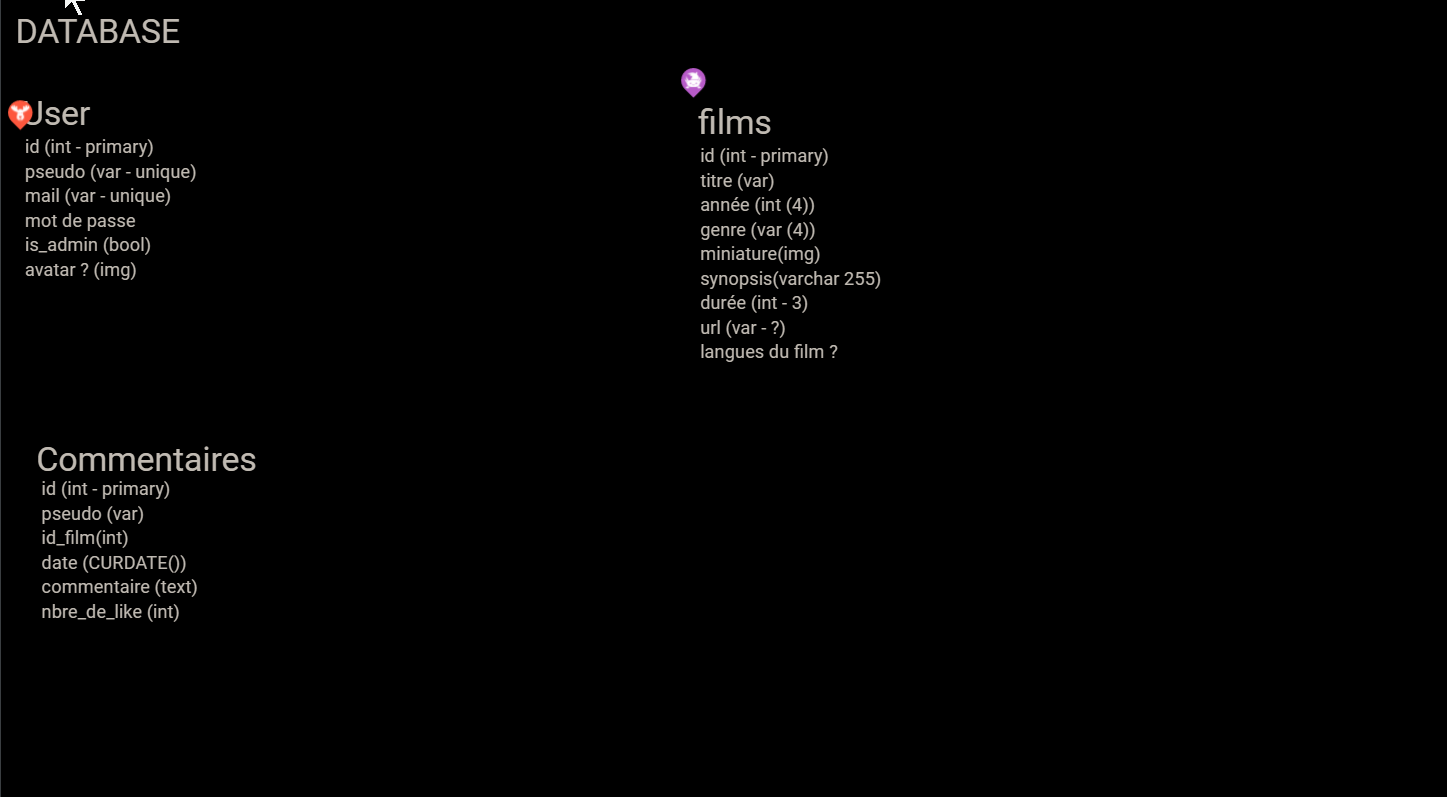 DATABASE
User
id (int - primary)
pseudo (var - unique)
mail (var - unique)
mot de passe
is_admin (bool)
avatar ? (img)
films
id (int - primary)
titre (var)
année (int (4))
genre (var (4))
miniature(img)
synopsis(varchar 255)
durée (int - 3)
url (var - ?)
langues du film ?
Commentaires
id (int - primary)
pseudo (var)
id_film(int)
date (CURDATE())
commentaire (text)
nbre_de_like (int)